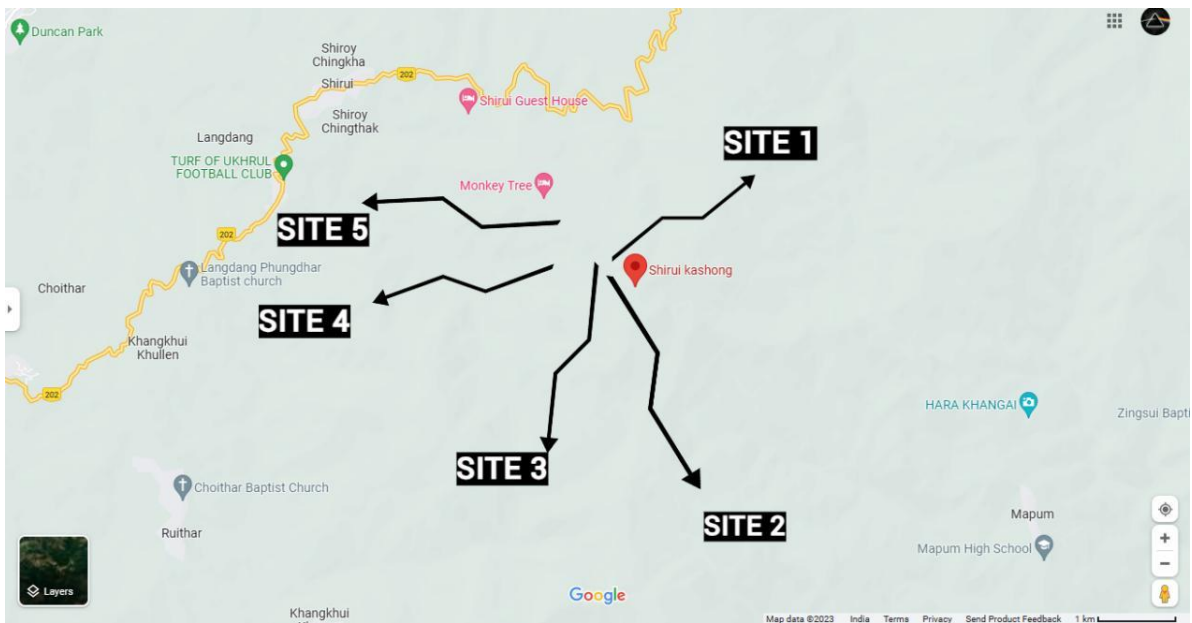 Duncan Park
Shiroy
Chingkha
202
Shirui
Shirui Guest House
Shiroy
Chingthak
SITE 1
Langdang
TURF OF UKHRUL
FOOTBALL CLUB
Monkey Tree
SITE 5
202
Langdang Phungdhar
Baptist church
Shirui kashong
Choithar
SITE 4
Khangkhui
Khullen
202
HARA KHANGAI
Zingsui Bapti
SITE 3
Choithar Baptist Church
Mapum
SITE 2
Ruithar
Mapum High School
Layers
Google
Khangkhui
Map data ©2023 India Terms Privacy Send Product Feedback 1 km